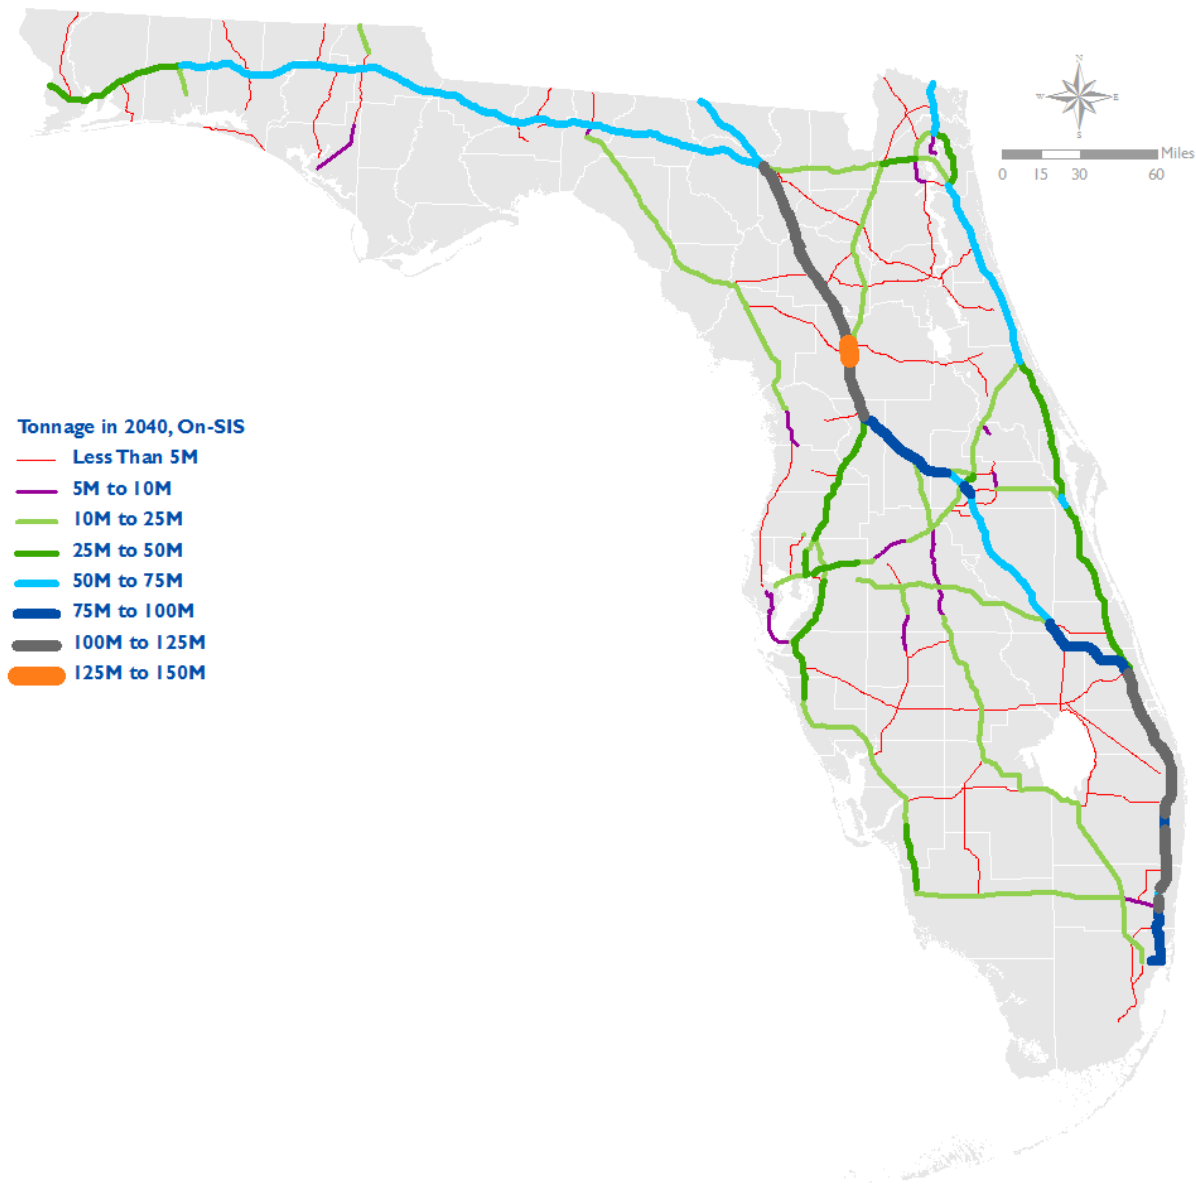 N
W E
S
Miles
0 15 30 60
Tonnage in 2040, On-SIS
Less Than 5M
5M to 10M
10M to 25M
25M to 50M
50M to 75M
75M to 100M
100M to 125M
125M to 150M